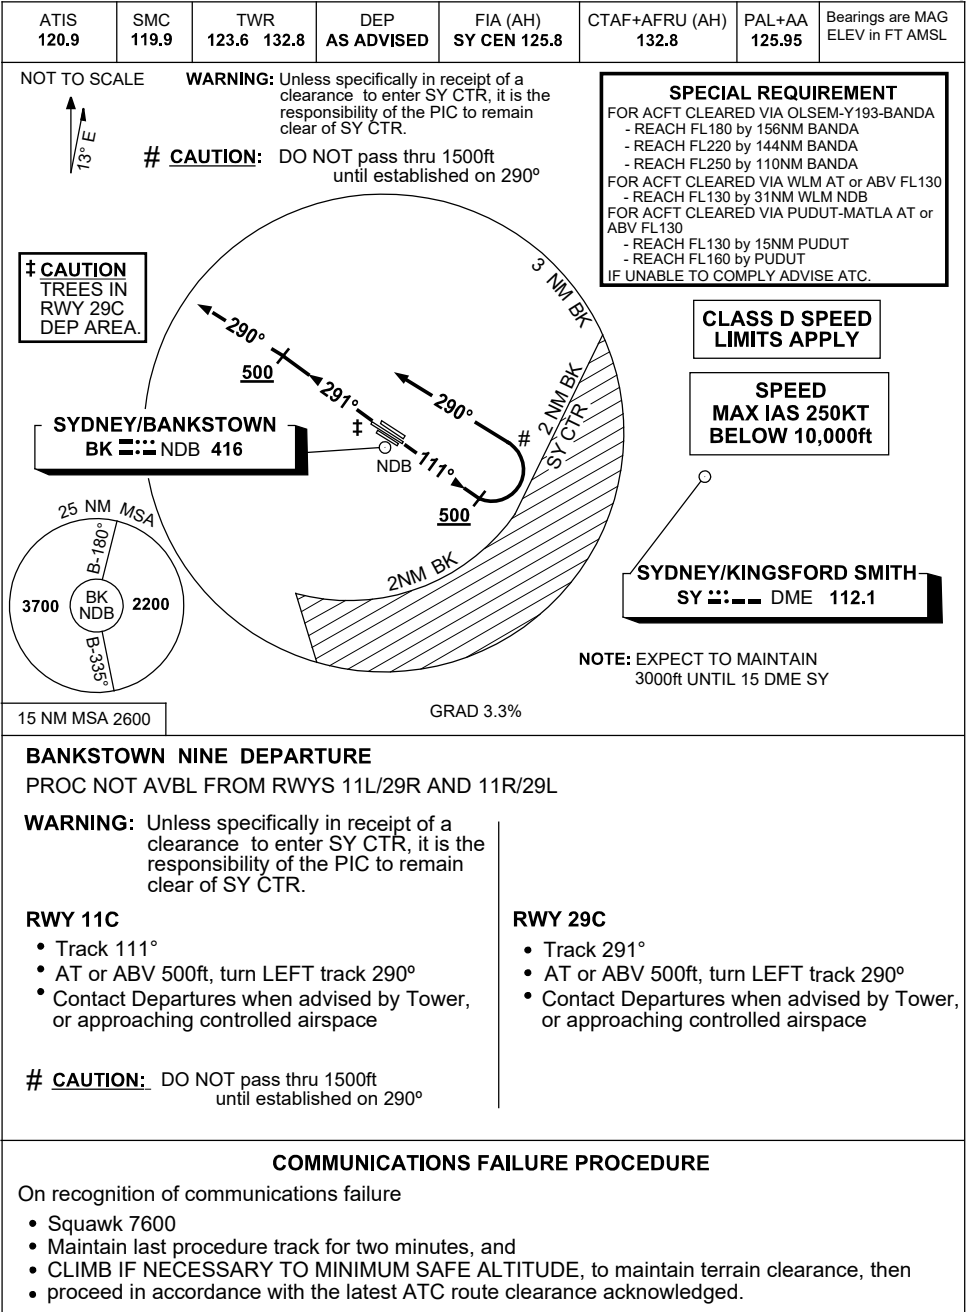 ATIS
120.9
SMC
119.9
TWR
123.6 132.8
DEP
AS ADVISED
FIA (AH)
SY CEN 125.8
CTAF+AFRU (AH)
132.8
PAL+AA
125.95
Bearings are MAG
ELEV in FT AMSL
NOT TO SCALE
13° E
WARNING: Unless specifically in receipt of a
clearance to enter SY CTR, it is the
responsibility of the PIC to remain
clear of SY CTR.
# CAUTION: DO NOT pass thru 1500ft
until established on 290º
SPECIAL REQUIREMENT
FOR ACFT CLEARED VIA OLSEM-Y193-BANDA
- REACH FL180 by 156NM BANDA
- REACH FL220 by 144NM BANDA
- REACH FL250 by 110NM BANDA
FOR ACFT CLEARED VIA WLM AT or ABV FL130
- REACH FL130 by 31NM WLM NDB
FOR ACFT CLEARED VIA PUDUT-MATLA AT or
ABV FL130
- REACH FL130 by 15NM PUDUT
- REACH FL160 by PUDUT
IF UNABLE TO COMPLY ADVISE ATC.
‡ CAUTION
TREES IN
RWY 29C
DEP AREA.
3 NM BK
290°
500
291°
290°
2 NM BK
SY CTR
#
‡
NDB
111°
500
2NM BK
CLASS D SPEED
LIMITS APPLY
SPEED
MAX IAS 250KT
BELOW 10,000ft
SYDNEY/BANKSTOWN
BK NDB 416
25 NM MSA
B-180°
3700
BK
NDB
2200
B-335°
SYDNEY/KINGSFORD SMITH
SY DME 112.1
NOTE: EXPECT TO MAINTAIN
3000ft UNTIL 15 DME SY
15 NM MSA 2600
GRAD 3.3%
BANKSTOWN NINE DEPARTURE
PROC NOT AVBL FROM RWYS 11L/29R AND 11R/29L
WARNING: Unless specifically in receipt of a
clearance to enter SY CTR, it is the
responsibility of the PIC to remain
clear of SY CTR.
RWY 11C
• Track 111°
• AT or ABV 500ft, turn LEFT track 290º
• Contact Departures when advised by Tower,
or approaching controlled airspace
# CAUTION: DO NOT pass thru 1500ft
until established on 290º
RWY 29C
• Track 291°
• AT or ABV 500ft, turn LEFT track 290º
• Contact Departures when advised by Tower,
or approaching controlled airspace
COMMUNICATIONS FAILURE PROCEDURE
On recognition of communications failure
• Squawk 7600
• Maintain last procedure track for two minutes, and
• CLIMB IF NECESSARY TO MINIMUM SAFE ALTITUDE, to maintain terrain clearance, then
• proceed in accordance with the latest ATC route clearance acknowledged.